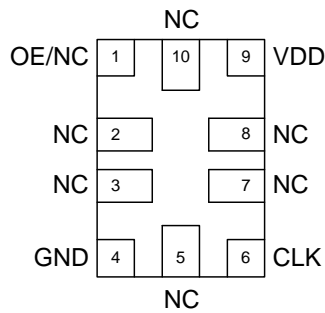 NC
OE/NC 1 10 9 VDD
NC 2 8 NC
NC 3 7 NC
GND 4 5 6 CLK
NC